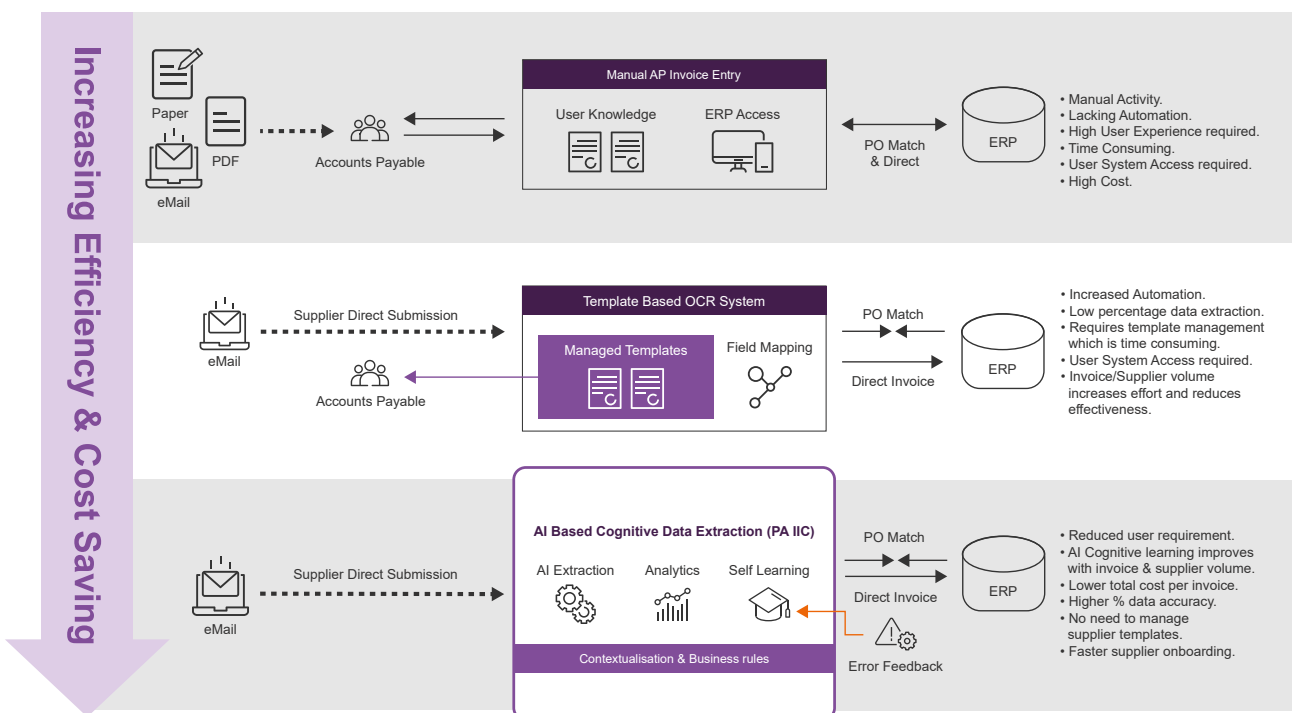 Increasing Efficiency & Cost Saving
Paper
PDF
eMail
Accounts Payable
Manual AP Invoice Entry
User Knowledge
ERP Access
PO Match
& Direct
ERP
• Manual Activity.
• Lacking Automation.
• High User Experience required.
• Time Consuming.
• User System Access required.
• High Cost.
eMail
Supplier Direct Submission
Accounts Payable
Template Based OCR System
Managed Templates
Field Mapping
PO Match
Direct Invoice
ERP
• Increased Automation.
• Low percentage data extraction.
• Requires template management
which is time consuming.
• User System Access required.
• Invoice/Supplier volume
increases effort and reduces
effectiveness.
eMail
Supplier Direct Submission
AI Based Cognitive Data Extraction (PA IIC)
AI Extraction
Analytics
Self Learning
Contextualisation & Business rules
PO Match
Direct Invoice
Error Feedback
ERP
• Reduced user requirement.
• AI Cognitive learning improves
with invoice & supplier volume.
• Lower total cost per invoice.
• Higher % data accuracy.
• No need to manage
supplier templates.
• Faster supplier onboarding.